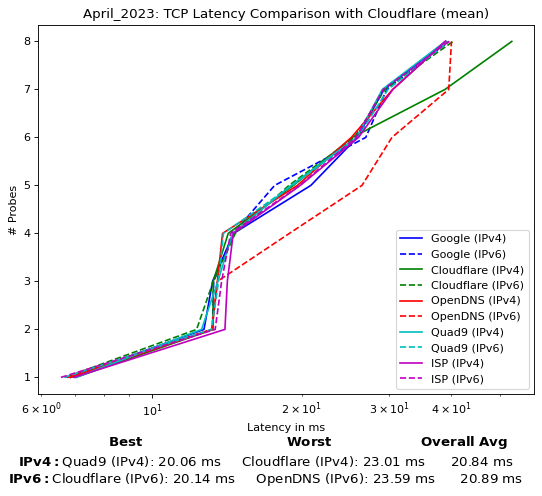 April_2023: TCP Latency Comparison with Cloudflare (mean)
8
7
6
5
4
3
2
1
# Probes
Google (IPv4)
Google (IPv6)
Cloudflare (IPv4)
Cloudflare (IPv6)
OpenDNS (IPv4)
OpenDNS (IPv6)
Quad9 (IPv4)
Quad9 (IPv6)
ISP (IPv4)
ISP (IPv6)
6 × 10⁰ 10¹ 2 × 10¹ 3 × 10¹ 4 × 10¹
Latency in ms
Best Worst Overall Avg
IPv4: Quad9 (IPv4): 20.06 ms Cloudflare (IPv4): 23.01 ms 20.84 ms
IPv6: Cloudflare (IPv6): 20.14 ms OpenDNS (IPv6): 23.59 ms 20.89 ms